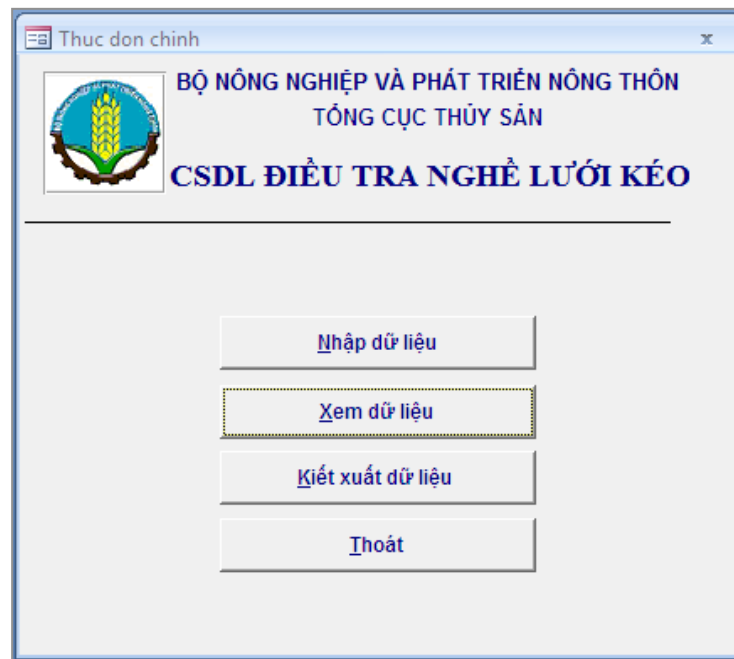 Thuc don chinh
x
BỘ NÔNG NGHIỆP VÀ PHÁT TRIỂN NÔNG THÔN
TỔNG CỤC THỦY SẢN
CSDL ĐIỀU TRA NGHỀ LƯỚI KÉO
Nhập dữ liệu
Xem dữ liệu
Kiết xuất dữ liệu
Thoát